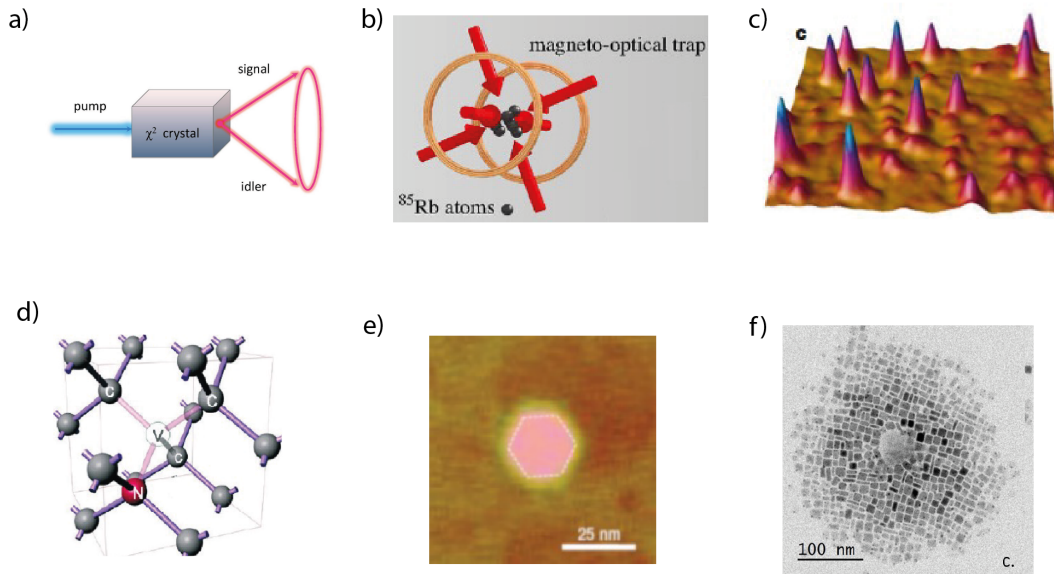 a)
pump
χ² crystal
signal
idler
b)
magneto-optical trap
⁸⁵Rb atoms
c)
c
d)
C
C
V
C
N
e)
25 nm
f)
100 nm
C.